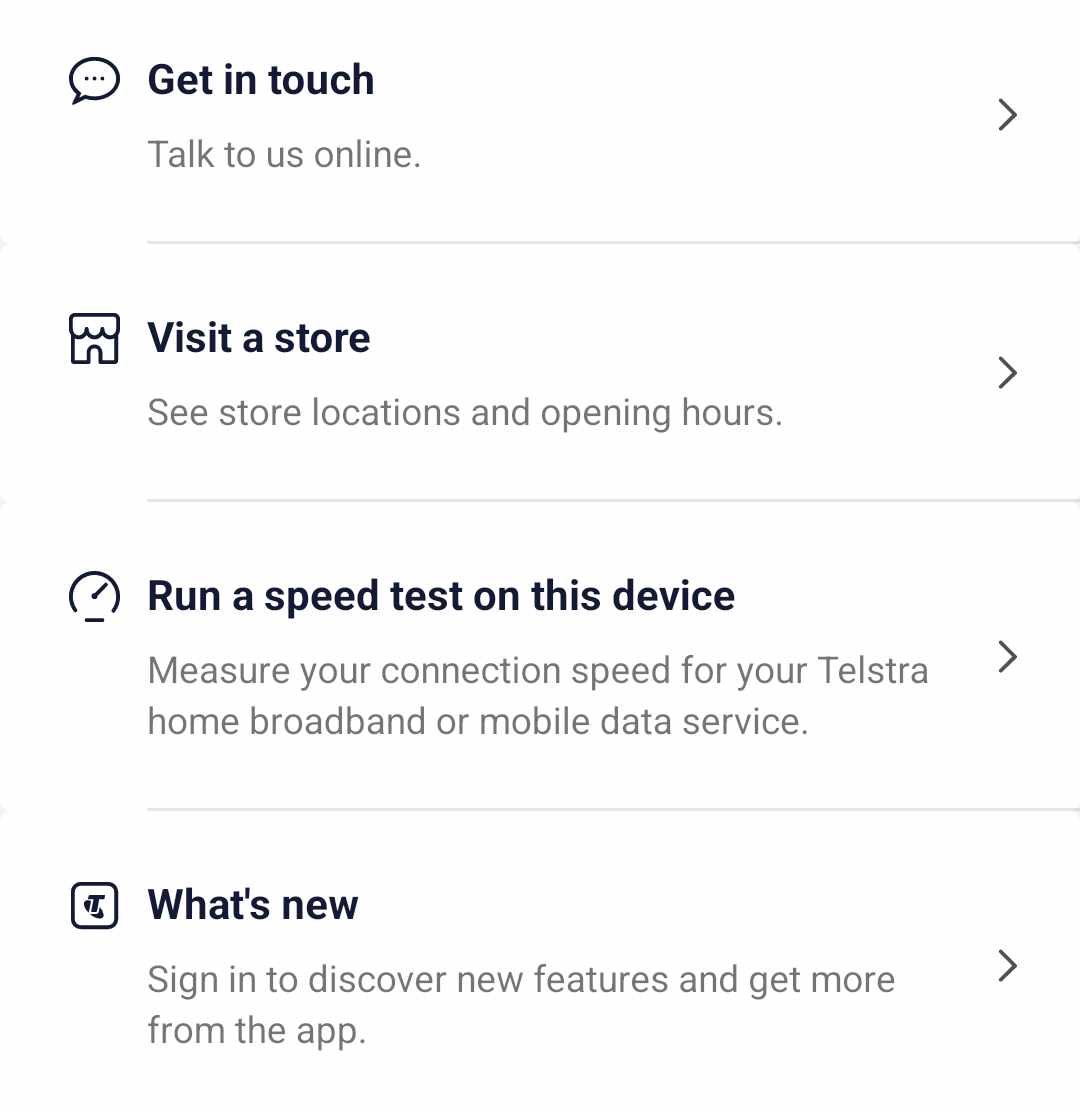 Get in touch
Talk to us online.
Visit a store
See store locations and opening hours.
Run a speed test on this device
Measure your connection speed for your Telstra
home broadband or mobile data service.
What's new
Sign in to discover new features and get more
from the app.